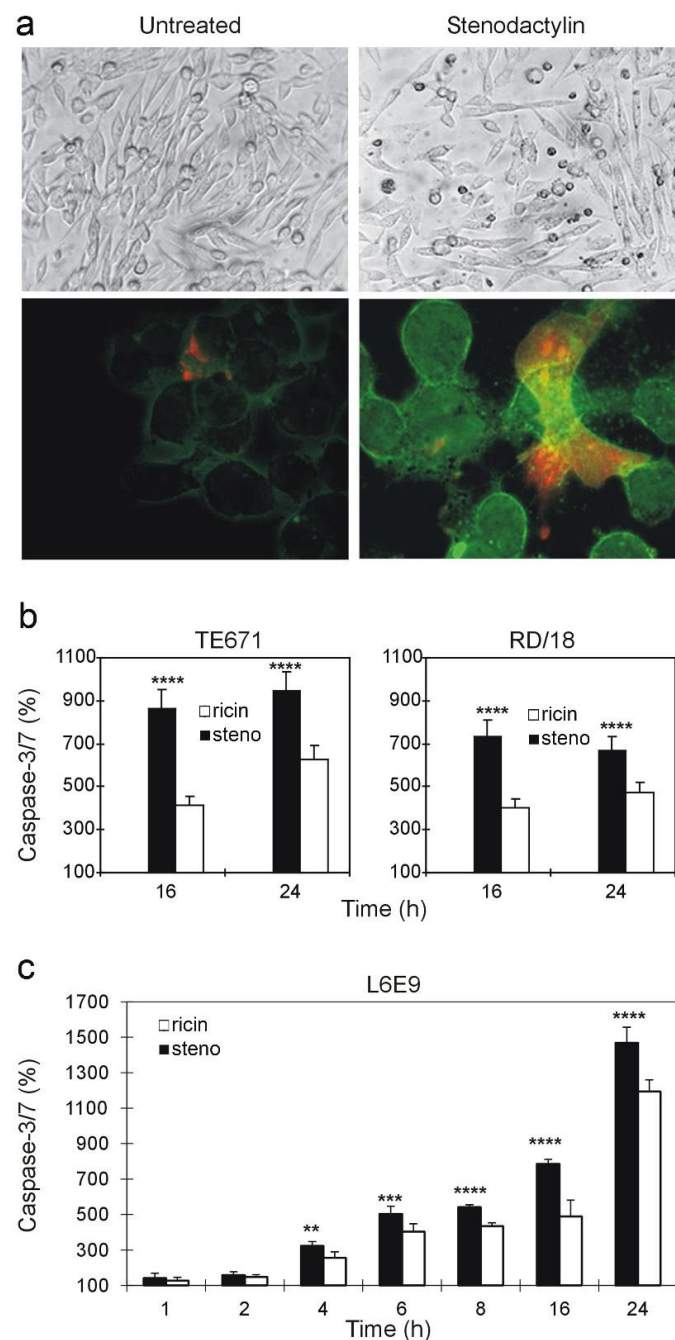 a
Untreated Stenodactylin
b
TE671
Caspase-3/7 (%)
1100
900
700
500
300
100
**** ****
ricin
steno
16 24
RD/18
1100
900
700
500
300
100
**** ****
ricin
steno
16 24
Time (h)
c
L6E9
Caspase-3/7 (%)
1700
1500
1300
1100
900
700
500
300
100
ricin
steno
** *** **** **** ****
1 2 4 6 8 16 24
Time (h)